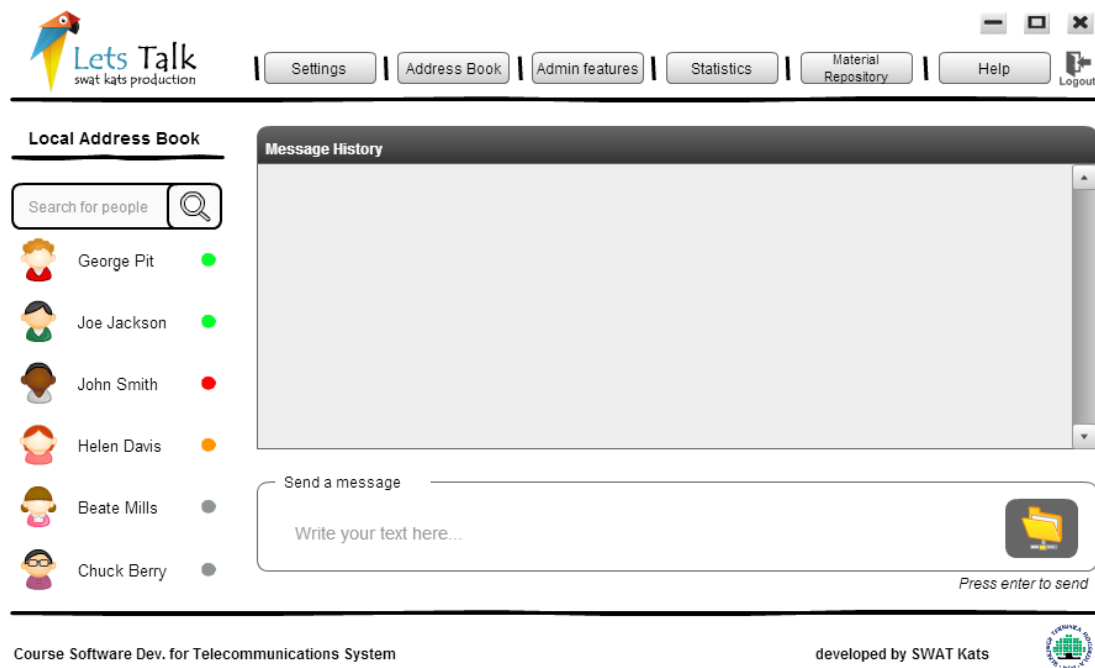 Lets Talk
swat kats production
Settings
Address Book
Admin features
Statistics
Material
Repository
Help
Logout
Local Address Book
Search for people
George Pit
Joe Jackson
John Smith
Helen Davis
Beate Mills
Chuck Berry
Message History
Send a message
Write your text here...
Press enter to send
Course Software Dev. for Telecommunications System
developed by SWAT Kats